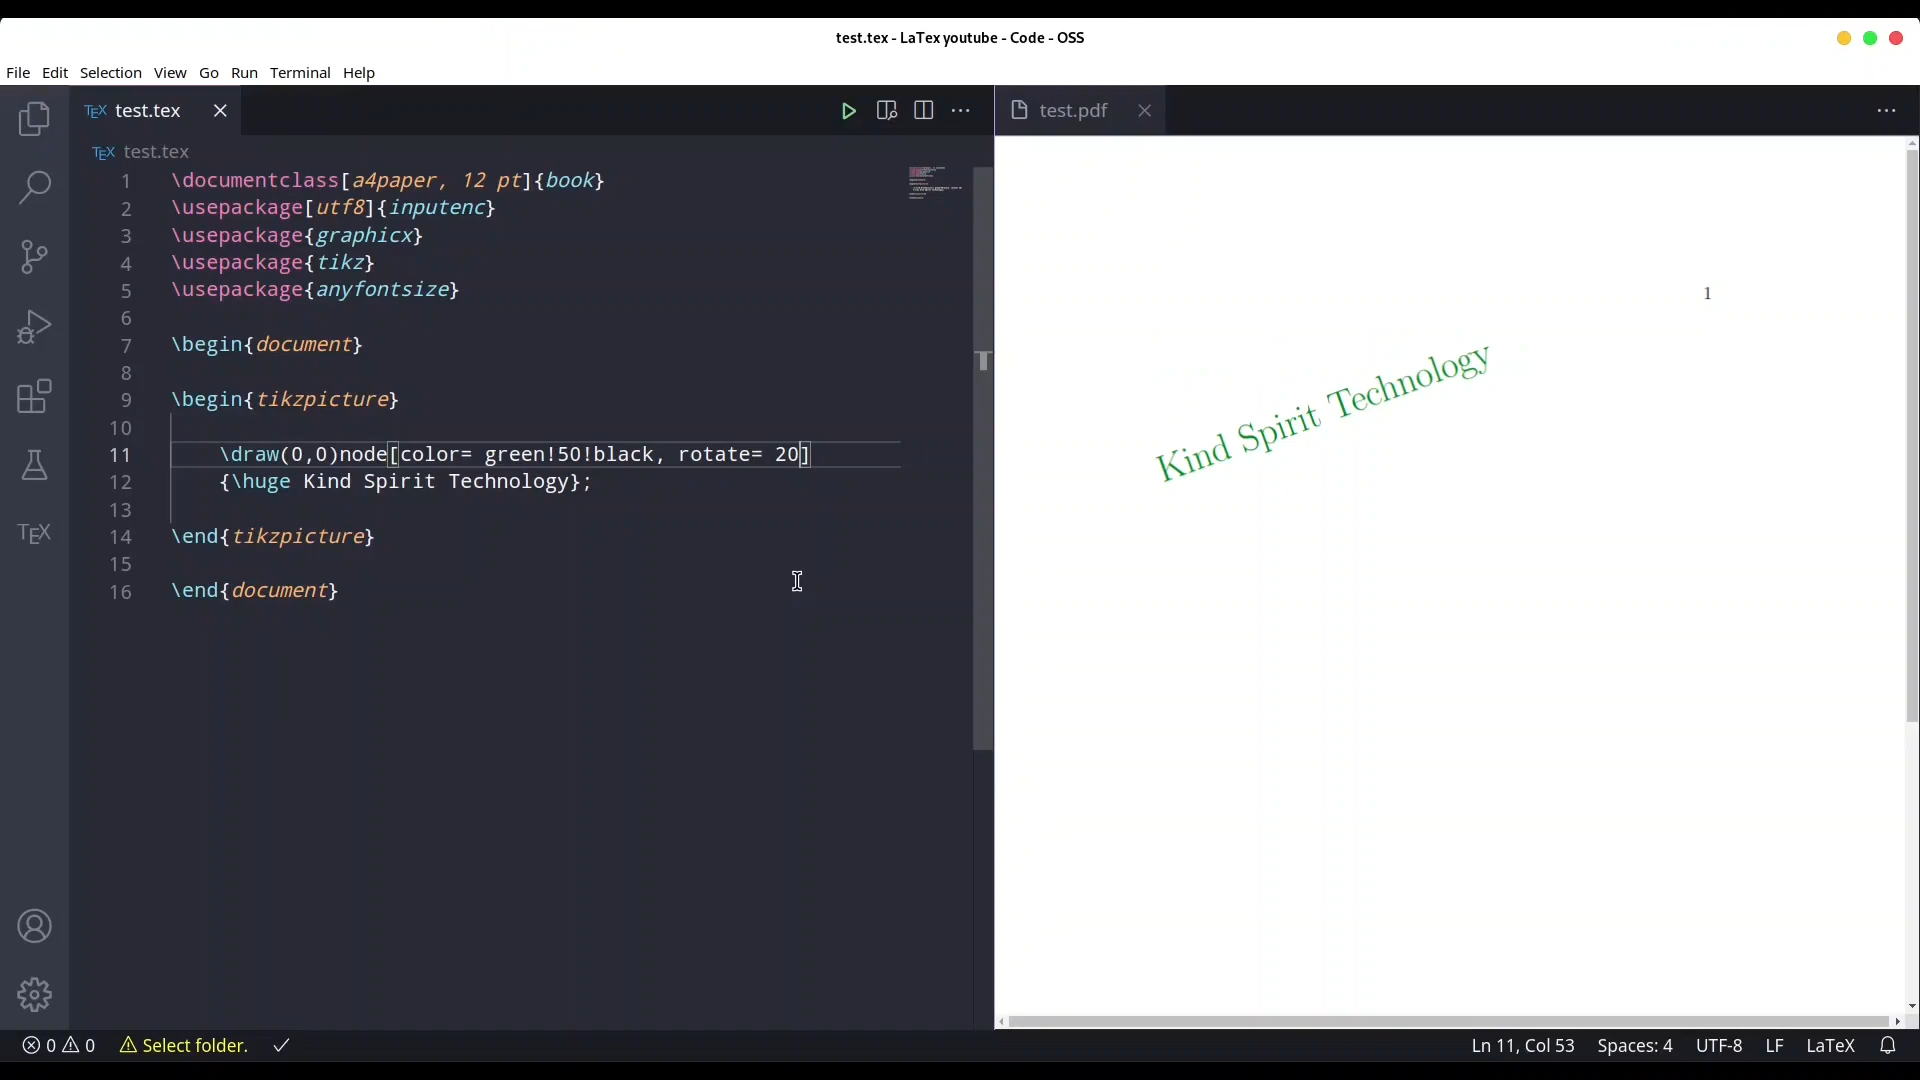 test.tex - LaTex youtube - Code - OSS
File Edit Selection View Go Run Terminal Help
TEX test.tex
test.pdf
TEX test.tex
1 \documentclass[a4paper, 12 pt]{book}
2 \usepackage[utf8]{inputenc}
3 \usepackage{graphicx}
4 \usepackage{tikz}
5 \usepackage{anyfontsize}
6
7 \begin{document}
8
9 \begin{tikzpicture}
10
11 \draw(0,0)node[color= green!50!black, rotate= 20]
12 {\huge Kind Spirit Technology};
13
14 \end{tikzpicture}
15
16 \end{document}
TEX
1
Kind Spirit Technology
0 0 Select folder.
Ln 11, Col 53 Spaces: 4 UTF-8 LF LaTeX